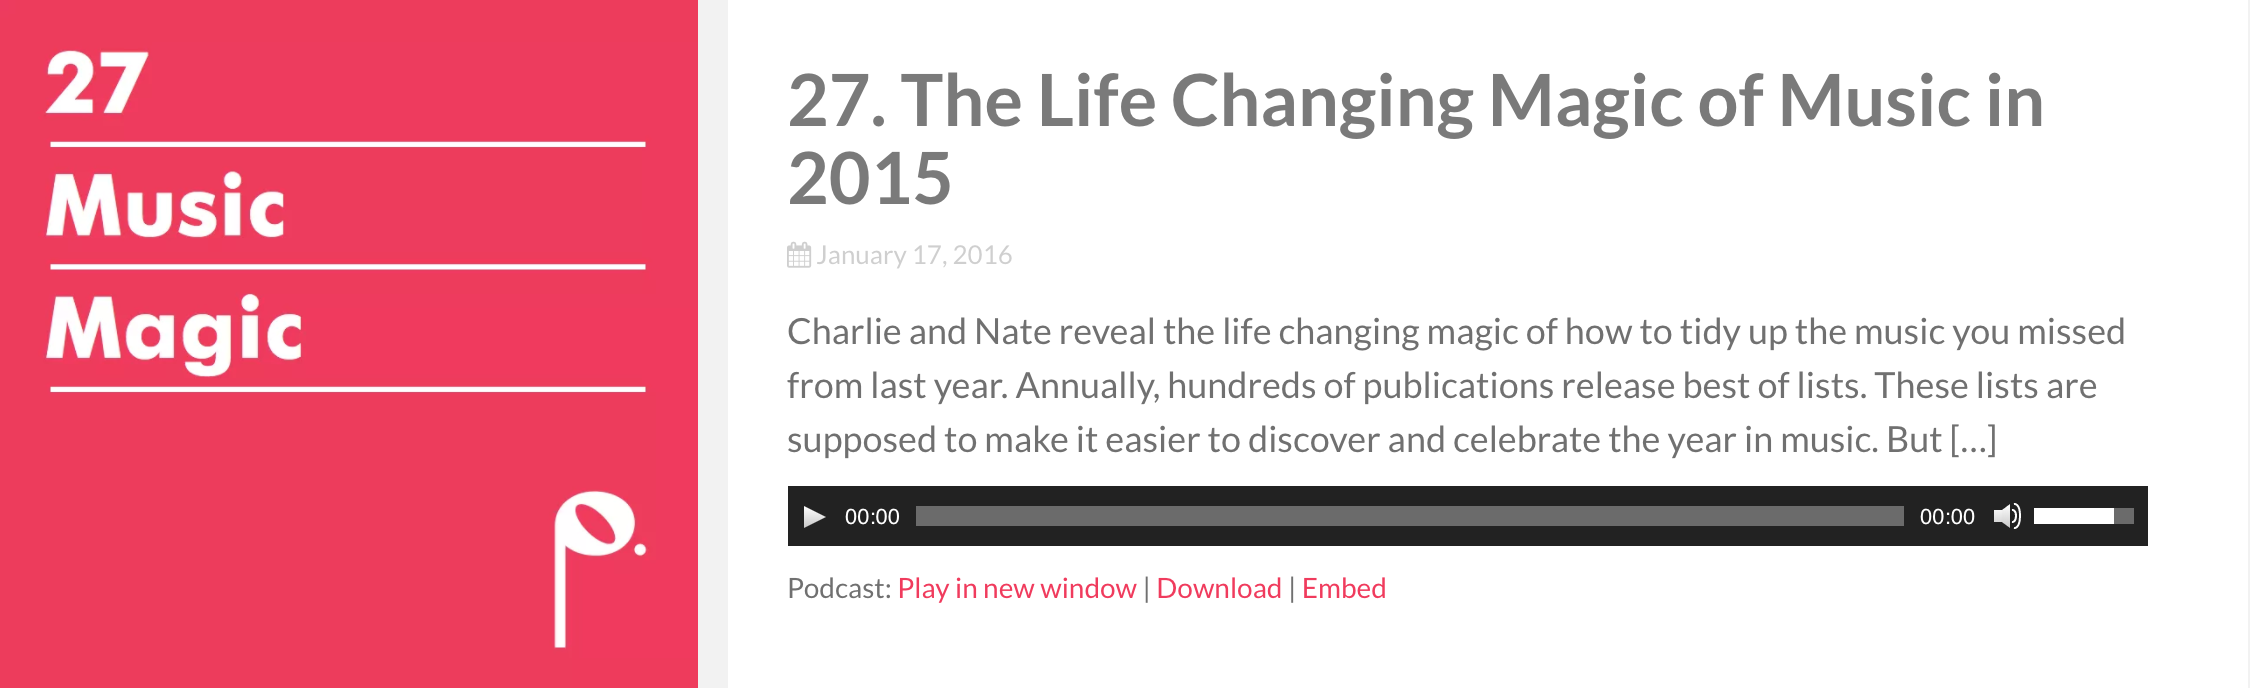 27
Music
Magic
27. The Life Changing Magic of Music in
2015
January 17, 2016
Charlie and Nate reveal the life changing magic of how to tidy up the music you missed
from last year. Annually, hundreds of publications release best of lists. These lists are
supposed to make it easier to discover and celebrate the year in music. But [...]
00:00 00:00
Podcast: Play in new window | Download | Embed